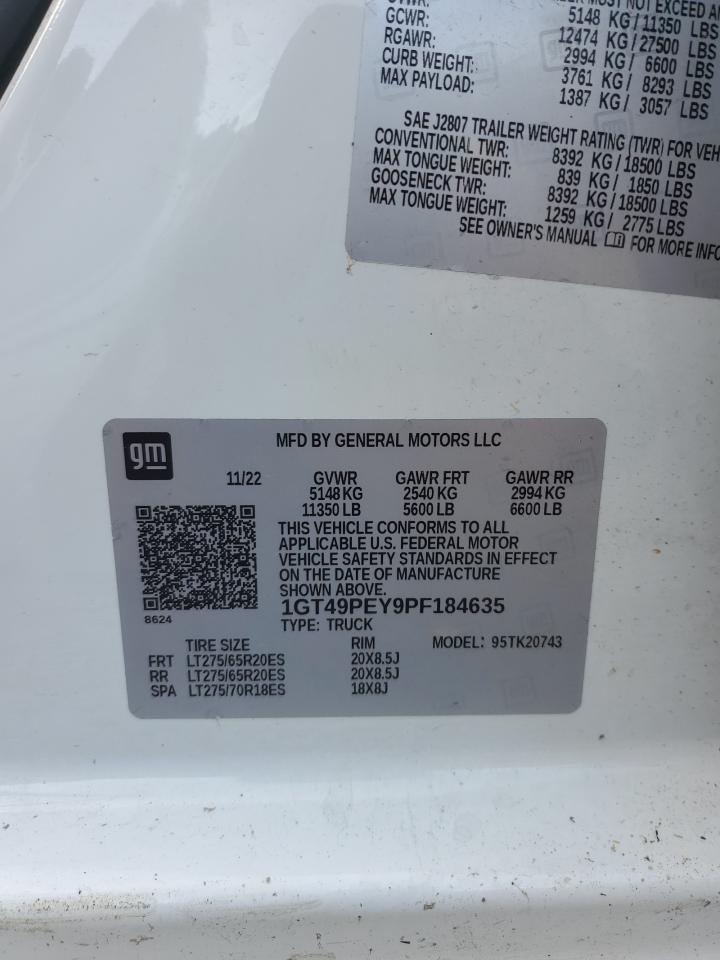 TRAILER MUST NOT EXCEED
GVWR: 5148 KG/11350 LBS
GCWR: 12474 KG/27500 LBS
RGAWR: 2994 KG/ 6600 LBS
CURB WEIGHT: 3761 KG/ 8293 LBS
MAX PAYLOAD: 1387 KG/ 3057 LBS
SAE J2807 TRAILER WEIGHT RATING (TWR) FOR
CONVENTIONAL TWR: 8392 KG/18500 LBS
MAX TONGUE WEIGHT: 839 KG/ 1850 LBS
GOOSENECK TWR: 8392 KG/18500 LBS
MAX TONGUE WEIGHT: 1259 KG/ 2775 LBS
SEE OWNER'S MANUAL FOR MORE
gm
MFD BY GENERAL MOTORS LLC
11/22 GVWR GAWR FRT GAWR RR
5148 KG 2540 KG 2994 KG
11350 LB 5600 LB 6600 LB
THIS VEHICLE CONFORMS TO ALL
APPLICABLE U.S. FEDERAL MOTOR
VEHICLE SAFETY STANDARDS IN EFFECT
ON THE DATE OF MANUFACTURE
SHOWN ABOVE.
1GT49PEY9PF184635
8624
TYPE: TRUCK
TIRE SIZE RIM MODEL: 95TK20743
FRT LT275/65R20ES 20X8.5J
RR LT275/65R20ES 20X8.5J
SPA LT275/70R18ES 18X8J